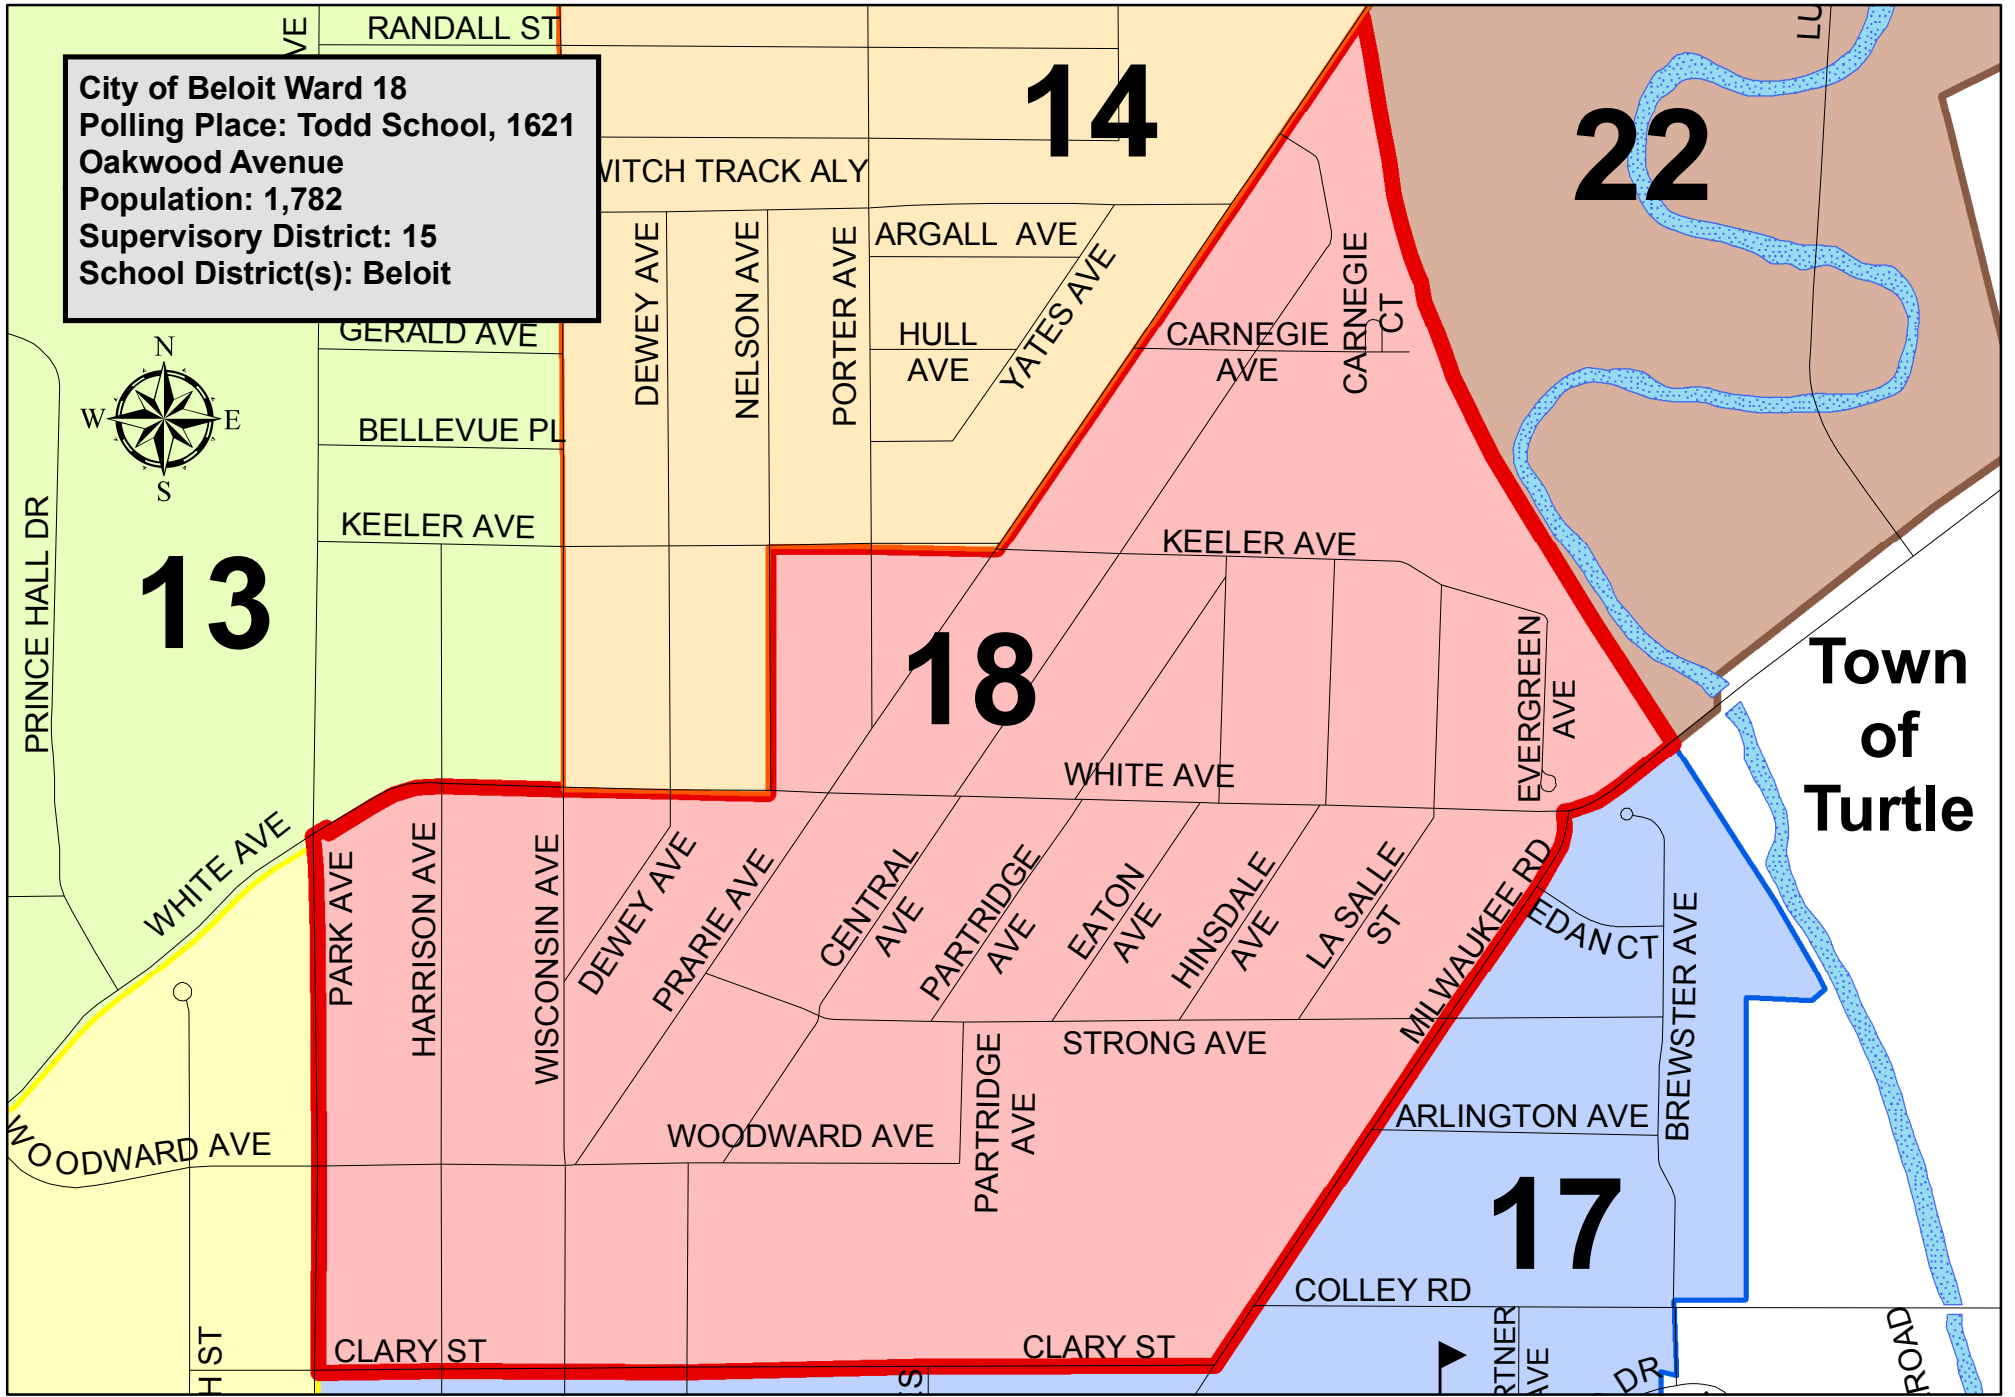 RANDALL ST
City of Beloit Ward 18
Polling Place: Todd School, 1621
Oakwood Avenue
Population: 1,782
Supervisory District: 15
School District(s): Beloit
14
22
ARGALL AVE
DEWEY AVE
NELSON AVE
PORTER AVE
YATES AVE
HULL
AVE
CARNEGIE
AVE
CARNEGIE
CT
GERALD AVE
N
W
E
S
BELLEVUE PL
KEELER AVE
KEELER AVE
PRINCE HALL DR
13
18
EVERGREEN
AVE
Town
of
Turtle
WHITE AVE
WHITE AVE
PARK AVE
HARRISON AVE
WISCONSIN AVE
DEWEY AVE
PRARIE AVE
CENTRAL
AVE
PARTRIDGE
AVE
EATON
AVE
HINSDALE
AVE
LA SALLE
ST
MILWAUKEE RD
EDAN CT
BREWSTER AVE
STRONG AVE
PARTRIDGE
AVE
WOODWARD AVE
WOODWARD AVE
ARLINGTON AVE
17
COLLEY RD
CLARY ST
CLARY ST
H ST
RTNER
AVE
DR
ROAD